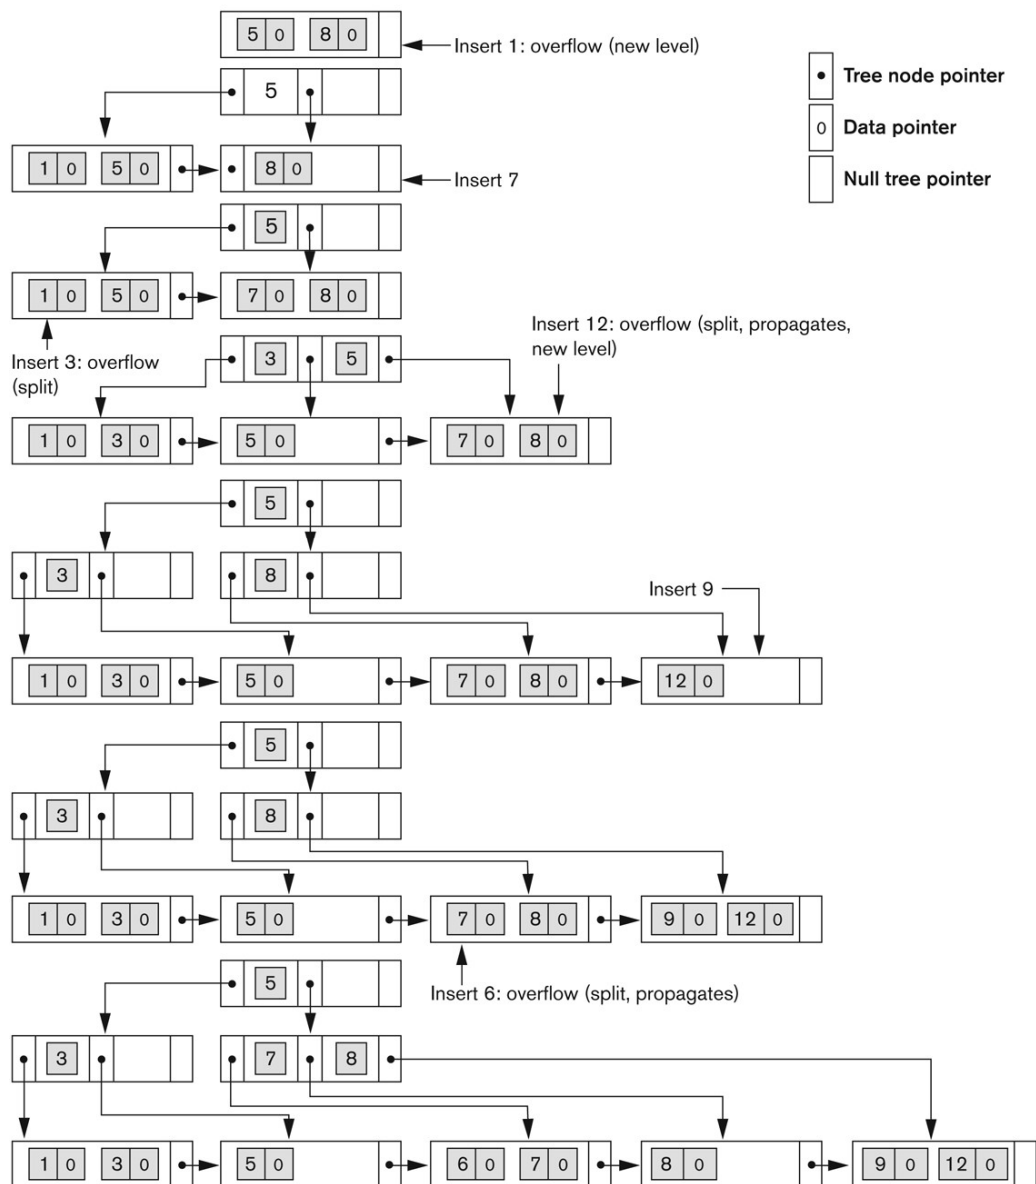 5 0 8 0
Insert 1: overflow (new level)
5
1 0 5 0 8 0
Insert 7
5
1 0 5 0 7 0 8 0
Insert 3: overflow
(split)
Insert 12: overflow (split, propagates,
new level)
3 5
1 0 3 0 5 0 7 0 8 0
5
3 8
Insert 9
1 0 3 0 5 0 7 0 8 0 12 0
5
3 8
1 0 3 0 5 0 7 0 8 0 9 0 12 0
Insert 6: overflow (split, propagates)
5
3 7 8
1 0 3 0 5 0 6 0 7 0 8 0 9 0 12 0
Tree node pointer
0 Data pointer
Null tree pointer